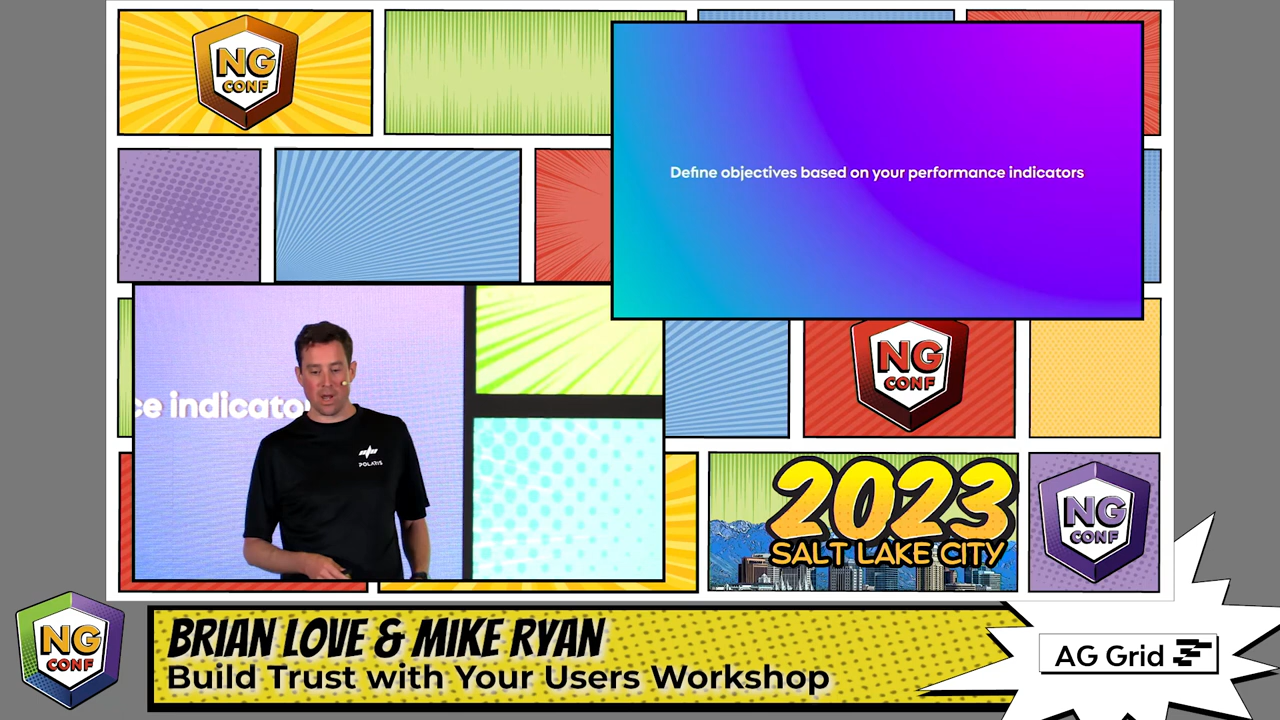 NG
CONF
Define objectives based on your performance indicators
ce indicato
POLARIS
NG
CONF
2023
SALT LAKE CITY
NG
CONF
NG
CONF
BRIAN LOVE & MIKE RYAN
Build Trust with Your Users Workshop
AG Grid